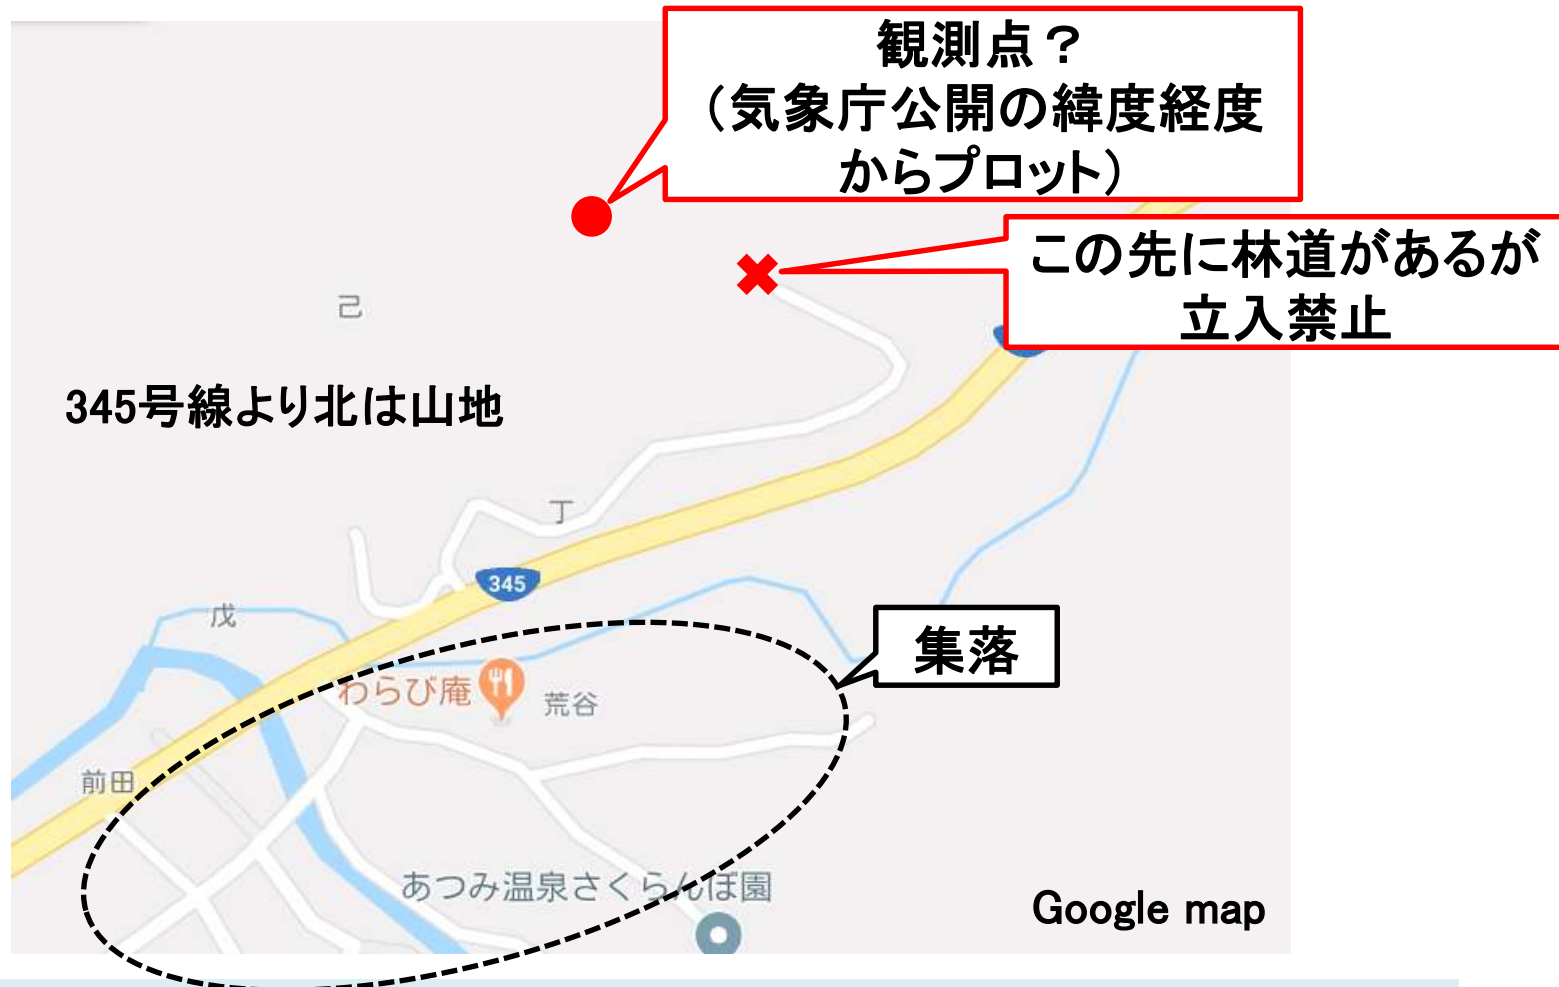 観測点？
（気象庁公開の緯度経度
からプロット）
この先に林道があるが
立入禁止
己
345号線より北は山地
丁
345
戊
集落
わらび庵
荒谷
前田
あつみ温泉さくらんぼ園
Google map